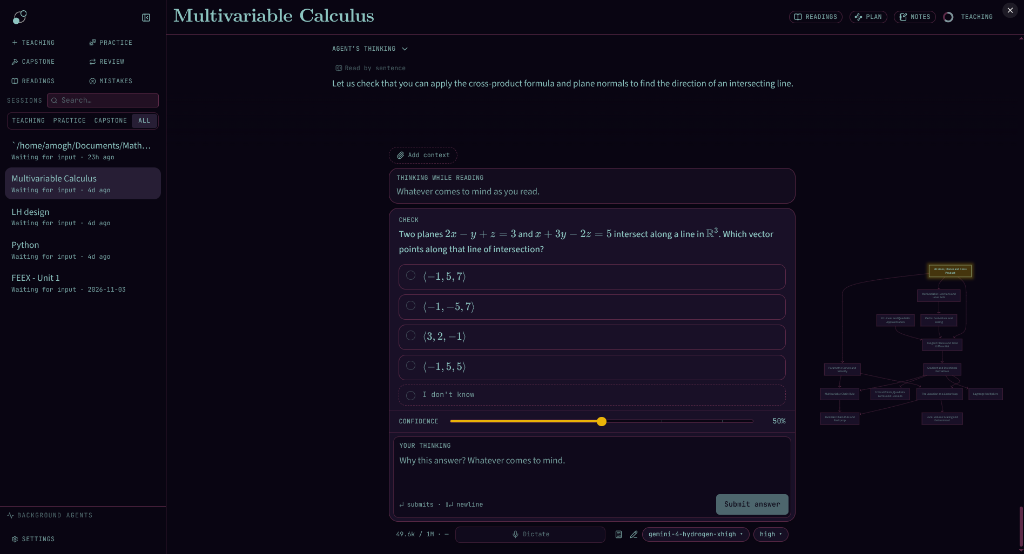 Multivariable Calculus
READINGS
PLAN
NOTES
TEACHING
TEACHING
PRACTICE
CAPSTONE
REVIEW
READINGS
MISTAKES
SESSIONS
Search…
TEACHING PRACTICE CAPSTONE ALL
`/home/amogh/Documents/Math…
Waiting for input · 23h ago
Multivariable Calculus
Waiting for input · 4d ago
LH design
Waiting for input · 4d ago
Python
Waiting for input · 4d ago
FEEX - Unit 1
Waiting for input · 2026-11-03
BACKGROUND AGENTS
SETTINGS
AGENT'S THINKING
Read by sentence
Let us check that you can apply the cross-product formula and plane normals to find the direction of an intersecting line.
Add context
THINKING WHILE READING
Whatever comes to mind as you read.
CHECK
Two planes 2x − y + z = 3 and x + 3y − 2z = 5 intersect along a line in ℝ³. Which vector
points along that line of intersection?
⟨−1, 5, 7⟩
⟨−1, −5, 7⟩
⟨3, 2, −1⟩
⟨−1, 5, 5⟩
I don't know
CONFIDENCE
50%
YOUR THINKING
Why this answer? Whatever comes to mind.
submits · newline
Submit answer
49.6k / 1M · —
Dictate
gemini-4-hydrogen-xhigh
high